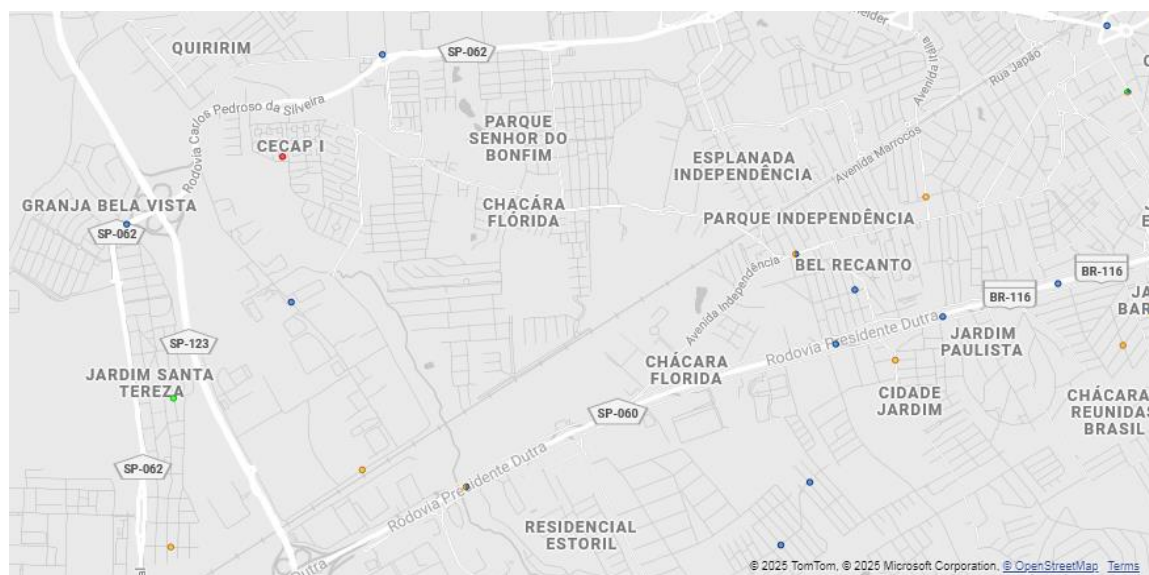 QUIRIRIM
SP-062
Avenida Itália
Rua Japão
Rodovia Carlos Pedroso da Silveira
PARQUE
SENHOR DO
BONFIM
CECAP I
Avenida Marrocos
ESPLANADA
INDEPENDÊNCIA
GRANJA BELA VISTA
SP-062
CHACÁRA
FLÓRIDA
PARQUE INDEPENDÊNCIA
BEL RECANTO
BR-116
BR-116
Avenida Independência
SP-123
Rodovia Presidente Dutra
JARDIM
PAULISTA
JARDIM SANTA
TEREZA
CHÁCARA
FLORIDA
CIDADE
JARDIM
CHÁCARA
REUNIDAS
BRASIL
SP-060
SP-062
Rodovia Presidente Dutra
RESIDENCIAL
ESTORIL
Dutra
© 2025 TomTom, © 2025 Microsoft Corporation, © OpenStreetMap Terms